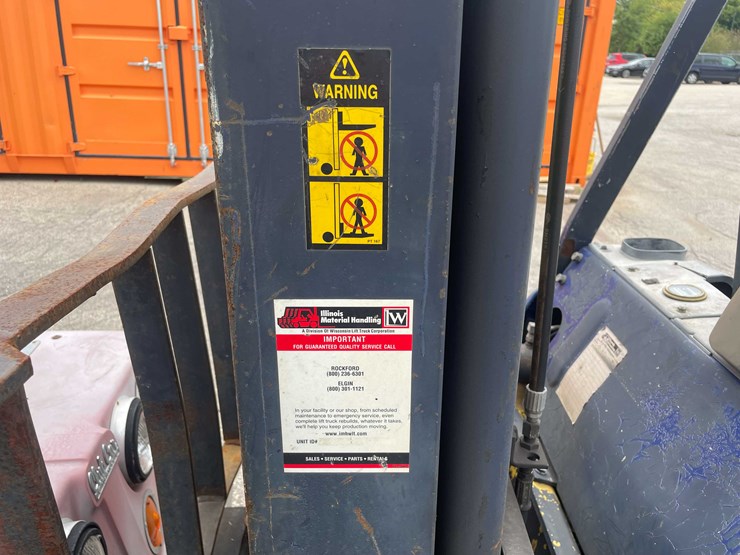 WARNING
PT 167
Illinois
Material Handling
W
A Division Of Wisconsin Lift Truck Corporation
IMPORTANT
FOR GUARANTEED QUALITY SERVICE CALL
ROCKFORD
(800) 236-6301
ELGIN
(800) 381-1121
In your facility or our shop, from scheduled
maintenance to emergency service, even
complete lift truck rebuilds, whatever it takes,
we'll help you keep production moving.
www.imhwlt.com
UNIT ID#
SALES • SERVICE • PARTS • RENTALS